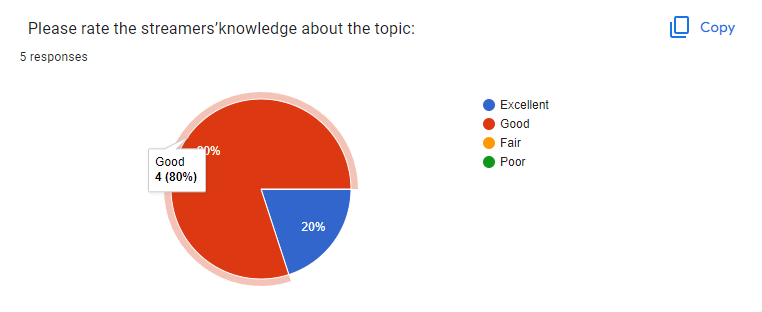 Please rate the streamers’knowledge about the topic:
Copy
5 responses
Excellent
Good
Fair
Poor
Good
4 (80%)
20%